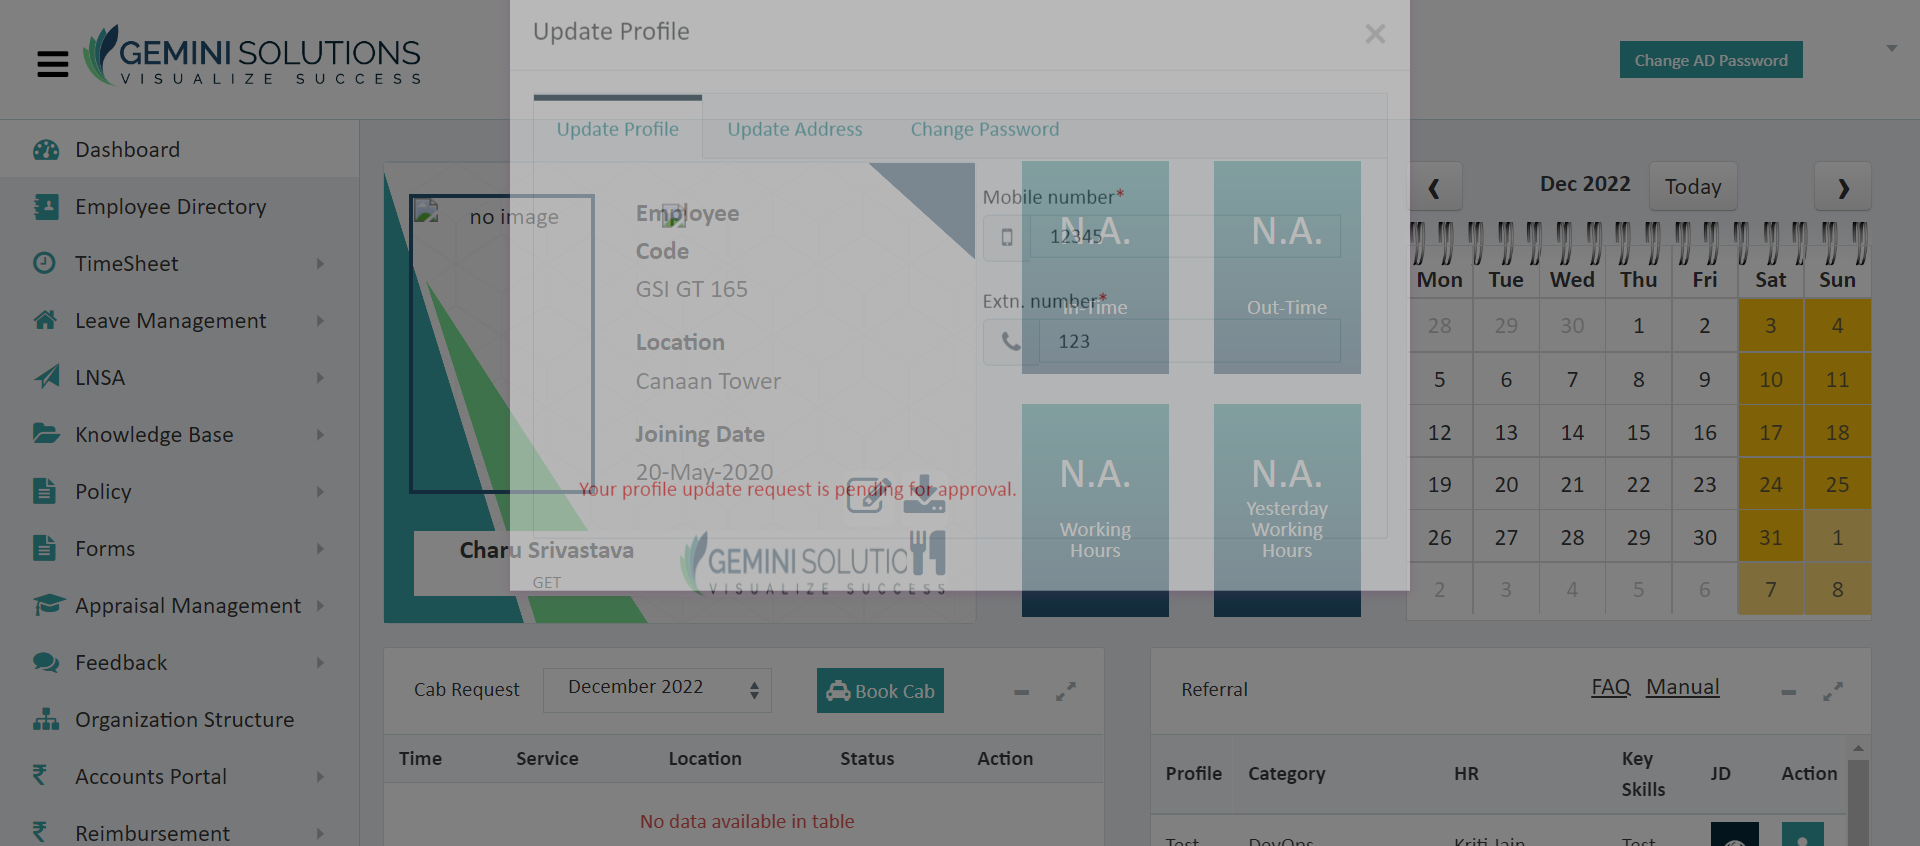 Update Profile
×
GEMINI SOLUTIONS
VISUALIZE SUCCESS
Change AD Password
Update Profile
Update Address
Change Password
Dashboard
Employee Directory
TimeSheet
Leave Management
LNSA
Knowledge Base
Policy
Forms
Appraisal Management
Feedback
Organization Structure
Accounts Portal
Reimbursement
no image
Employee
Code
GSI GT 165
Location
Canaan Tower
Joining Date
20-May-2020
Your profile update request is pending for approval.
Charu Srivastava
GET
GEMINI SOLUTIO
VISUALIZE SUCCESS
Mobile number*
12345
Extn. number*
123
N.A.
In-Time
N.A.
Out-Time
N.A.
Working
Hours
N.A.
Yesterday
Working
Hours
Dec 2022
Today
Mon Tue Wed Thu Fri Sat Sun
28 29 30 1 2 3 4
5 6 7 8 9 10 11
12 13 14 15 16 17 18
19 20 21 22 23 24 25
26 27 28 29 30 31 1
2 3 4 5 6 7 8
Cab Request
December 2022
Book Cab
Time Service Location Status Action
No data available in table
Referral
FAQ Manual
Profile Category HR Key Skills JD Action
Test DevOps Kriti Jain Test